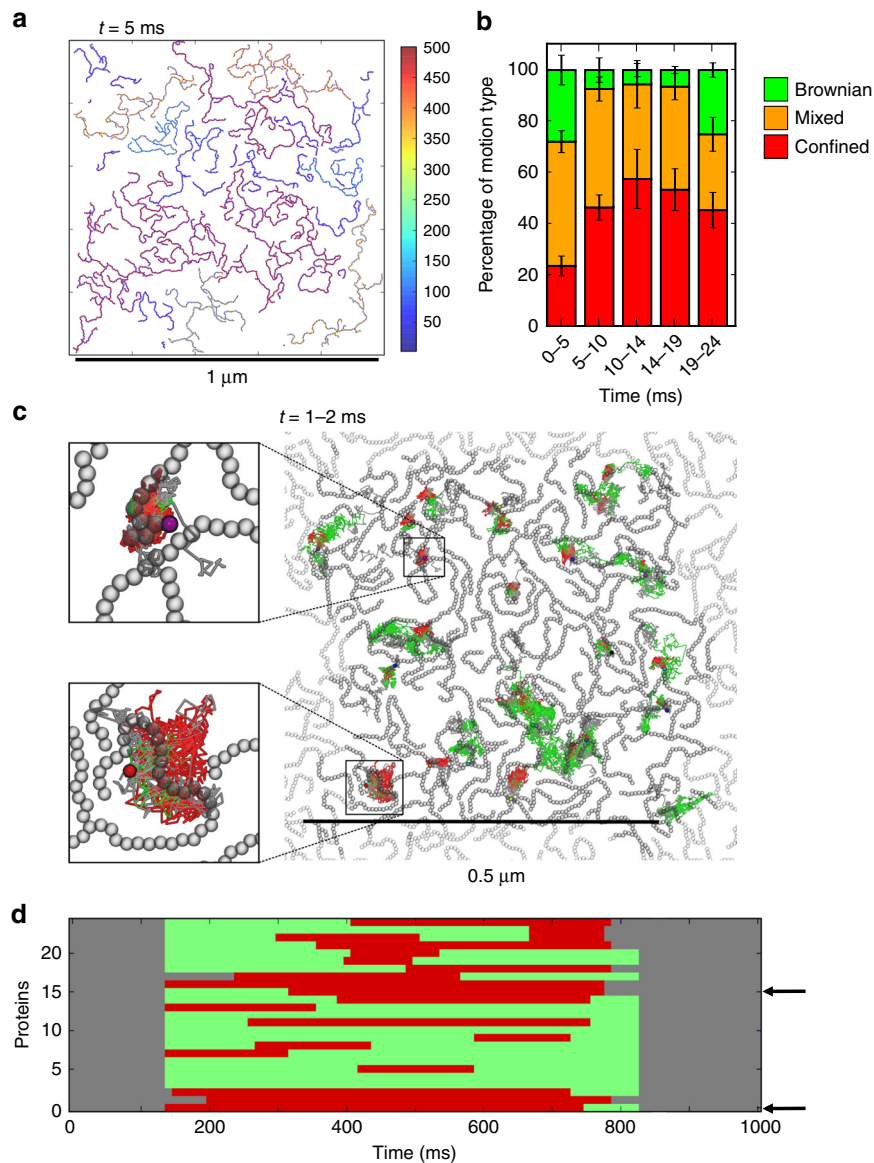 a
t = 5 ms
500
450
400
350
300
250
200
150
100
50
1 μm
b
Percentage of motion type
100
80
60
40
20
0
0–5
5–10
10–14
14–19
19–24
Time (ms)
Brownian
Mixed
Confined
c
t = 1–2 ms
0.5 μm
d
Proteins
20
15
10
5
0
0
200
400
600
800
1000
Time (ms)